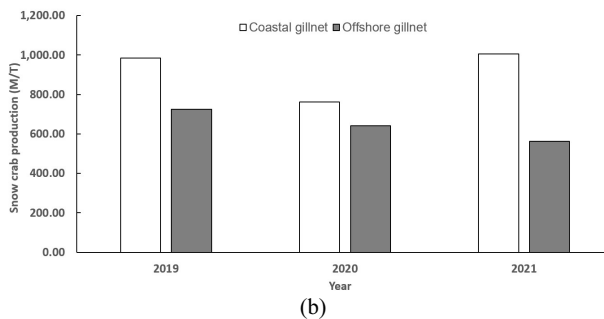 1,200.00
Coastal gillnet
Offshore gillnet
1,000.00
800.00
600.00
400.00
200.00
0.00
Snow crab production (M/T)
2019
2020
2021
Year
(b)